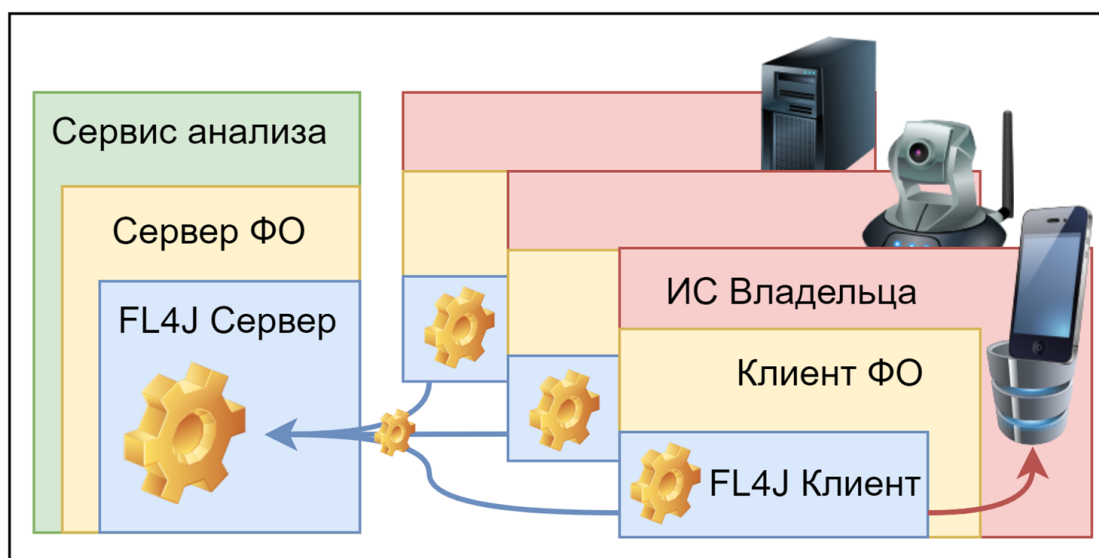 Сервис анализа
Сервер ФО
FL4J Сервер
ИС Владельца
Клиент ФО
FL4J Клиент